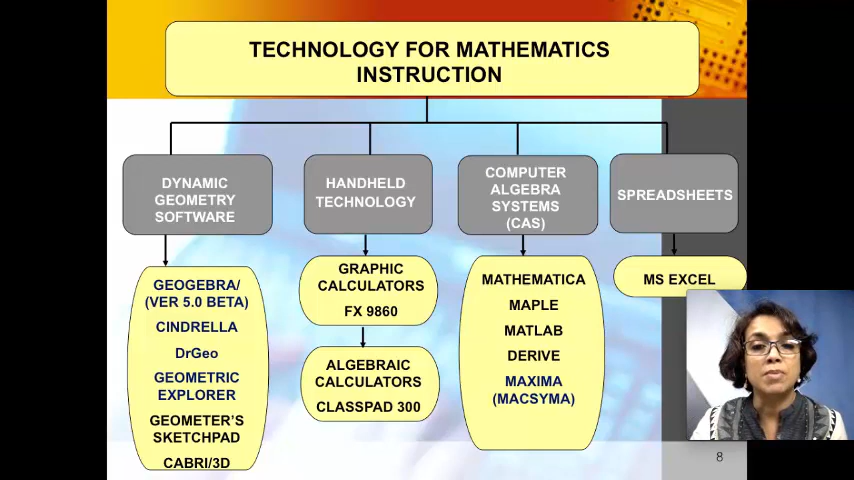 TECHNOLOGY FOR MATHEMATICS
INSTRUCTION
DYNAMIC
GEOMETRY
SOFTWARE
HANDHELD
TECHNOLOGY
COMPUTER
ALGEBRA
SYSTEMS
(CAS)
SPREADSHEETS
GEOGEBRA/
(VER 5.0 BETA)
CINDRELLA
DrGeo
GEOMETRIC
EXPLORER
GEOMETER'S
SKETCHPAD
CABRI/3D
GRAPHIC
CALCULATORS
FX 9860
ALGEBRAIC
CALCULATORS
CLASSPAD 300
MATHEMATICA
MAPLE
MATLAB
DERIVE
MAXIMA
(MACSYMA)
MS EXCEL
8